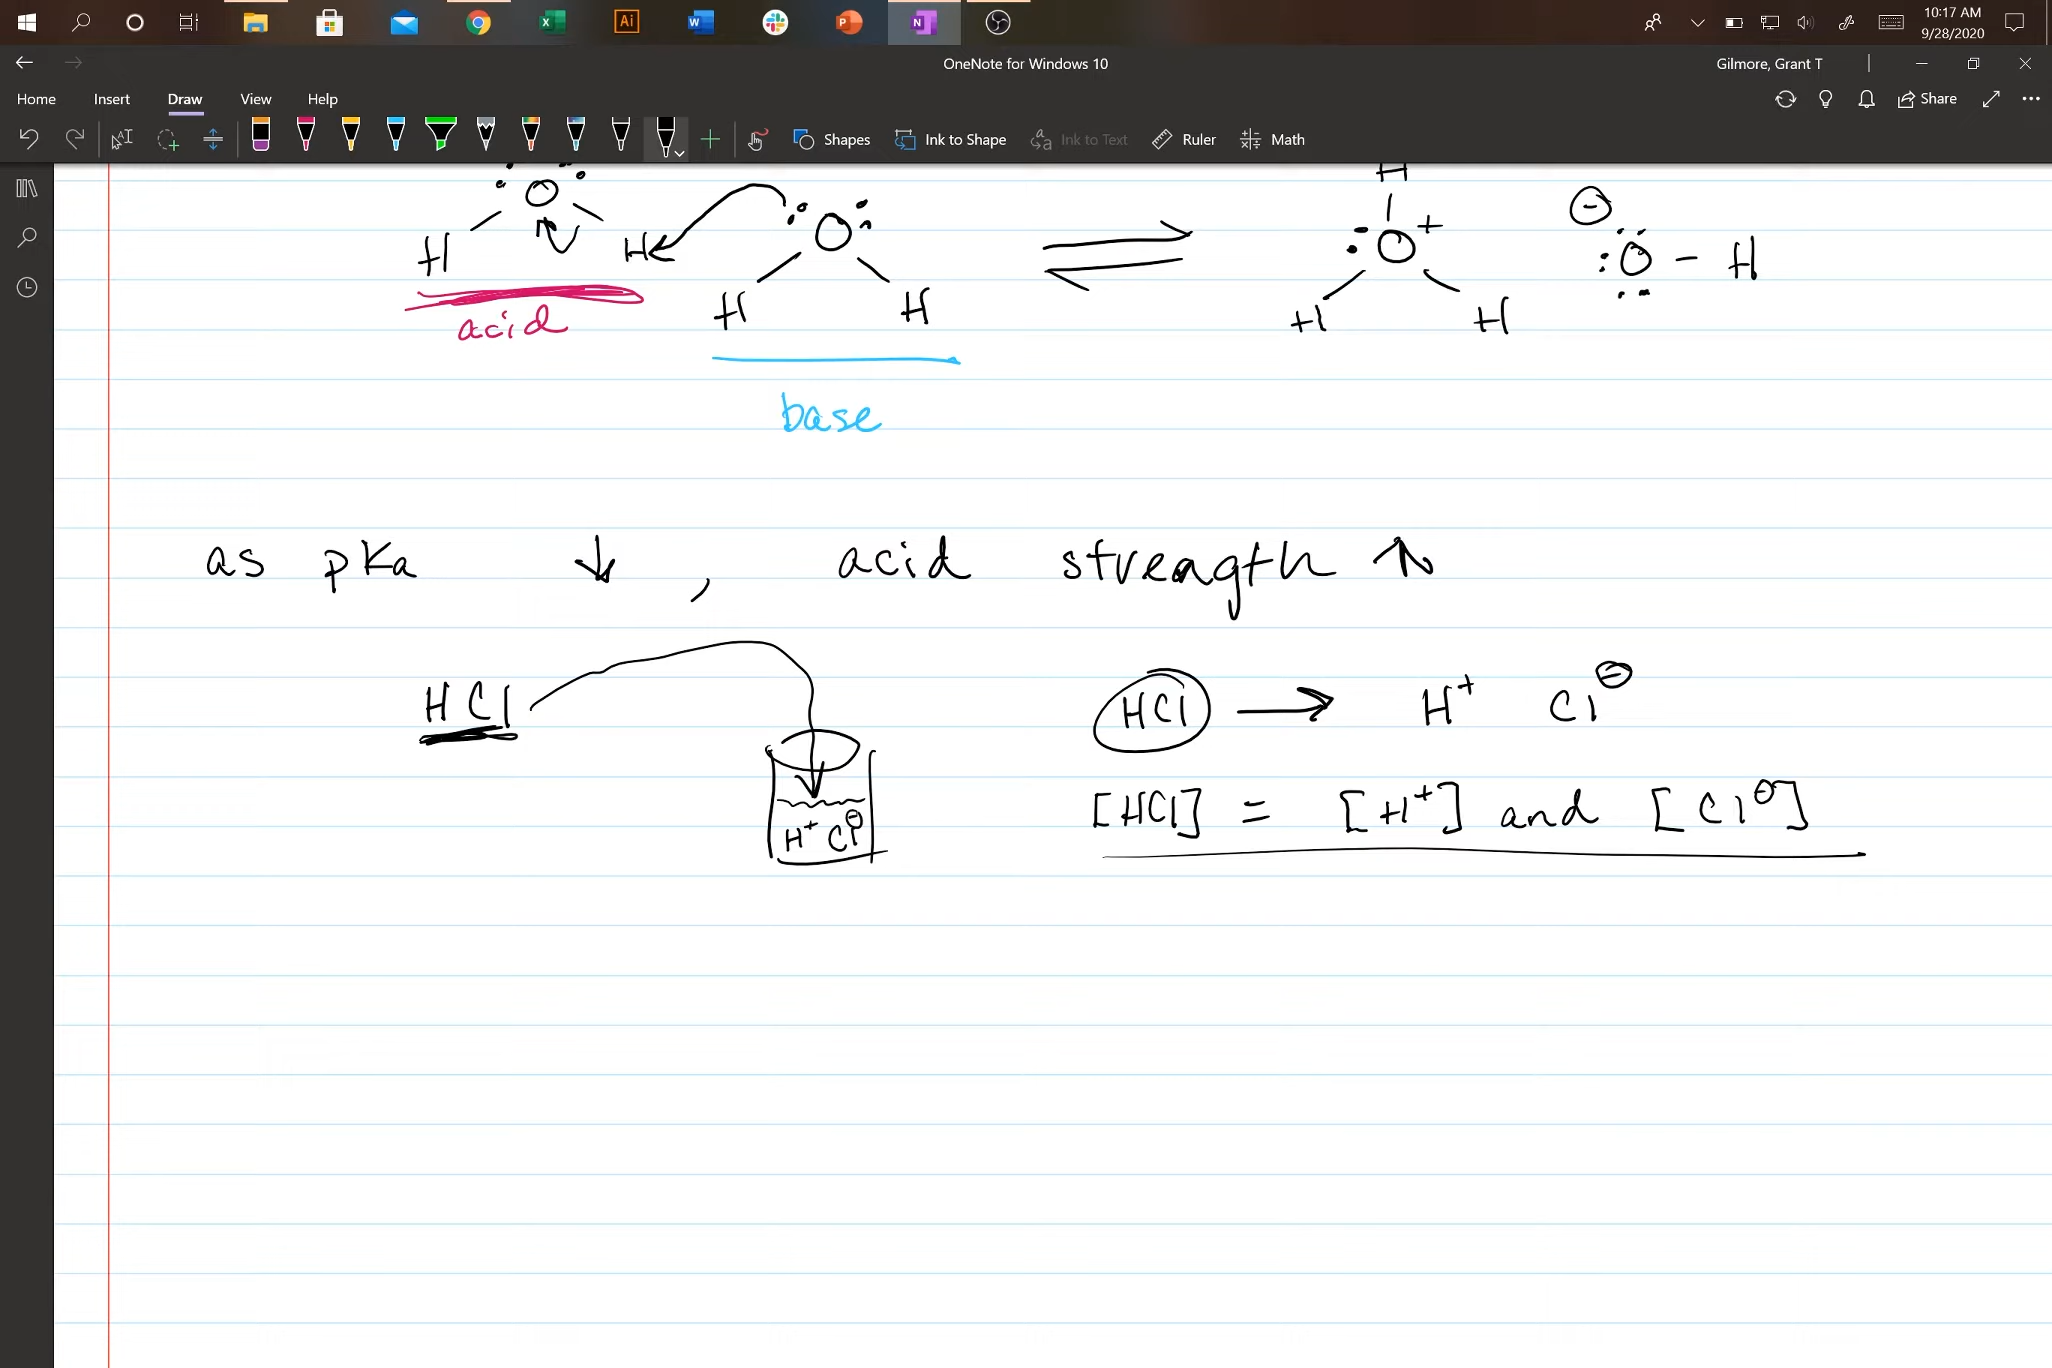 10:17 AM
9/28/2020
OneNote for Windows 10
Gilmore, Grant T
Home Insert Draw View Help
Share
Shapes Ink to Shape Ink to Text Ruler Math
H
O O O+ ⊖ O - H
H H
H H H H
acid
base
as pKa ↓, acid strength ↑
HCl HCl → H+ Cl⊖
H+ Cl⊖ [HCl] = [H+] and [Cl⊖]